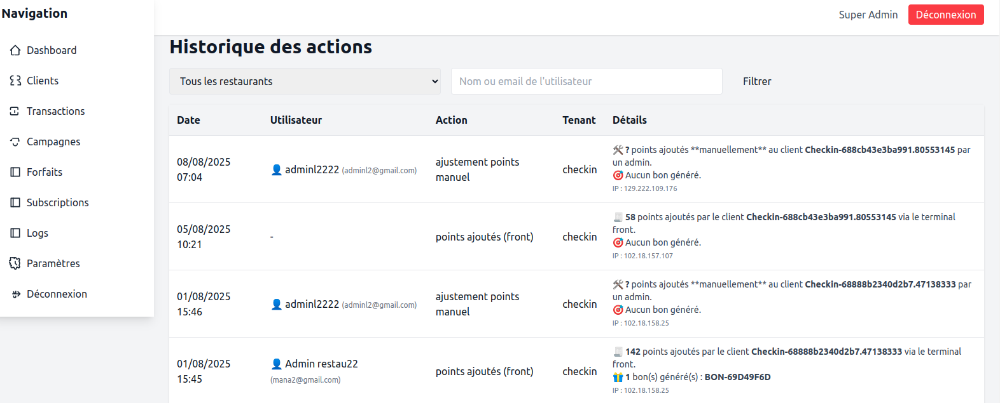 Navigation
Dashboard
Clients
Transactions
Campagnes
Forfaits
Subscriptions
Logs
Paramètres
Déconnexion
Super Admin
Déconnexion
Historique des actions
Tous les restaurants
Nom ou email de l'utilisateur
Filtrer
Date Utilisateur Action Tenant Détails
08/08/2025
07:04
adminl2222 (adminl2@gmail.com)
ajustement points
manuel
checkin
? points ajoutés **manuellement** au client Checkin-688cb43e3ba991.80553145 par
un admin.
Aucun bon généré.
IP : 129.222.109.176
05/08/2025
10:21
-
points ajoutés (front)
checkin
58 points ajoutés par le client Checkin-688cb43e3ba991.80553145 via le terminal
front.
Aucun bon généré.
IP : 102.18.157.107
01/08/2025
15:46
adminl2222 (adminl2@gmail.com)
ajustement points
manuel
checkin
? points ajoutés **manuellement** au client Checkin-68888b2340d2b7.47138333 par
un admin.
Aucun bon généré.
IP : 102.18.158.25
01/08/2025
15:45
Admin restau22
(mana2@gmail.com)
points ajoutés (front)
checkin
142 points ajoutés par le client Checkin-68888b2340d2b7.47138333 via le terminal
front.
1 bon(s) généré(s) : BON-69D49F6D
IP : 102.18.158.25